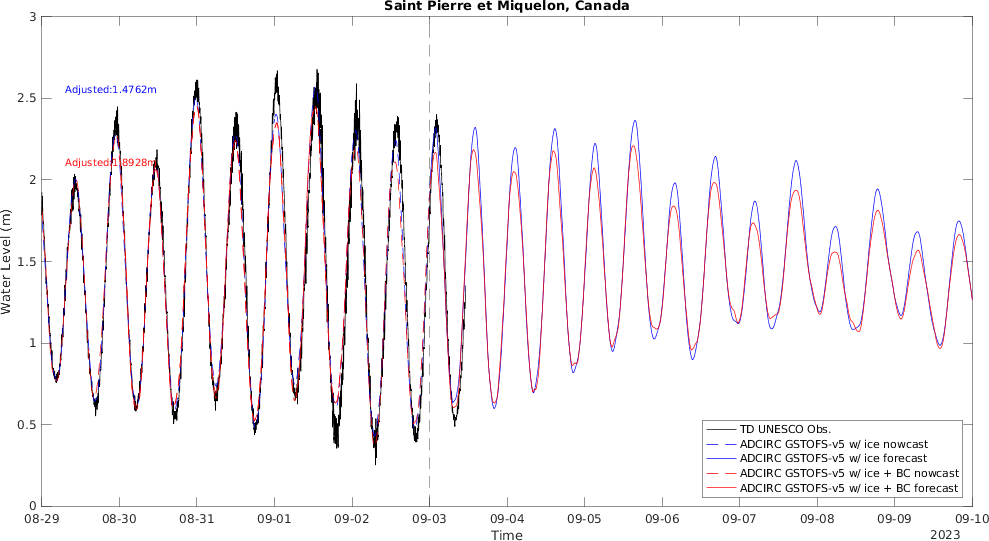 Saint Pierre et Miquelon, Canada
Water Level (m)
3
2.5
2
1.5
1
0.5
0
Adjusted:1.4762m
Adjusted:1.8928m
TD UNESCO Obs.
ADCIRC GSTOFS-v5 w/ ice nowcast
ADCIRC GSTOFS-v5 w/ ice forecast
ADCIRC GSTOFS-v5 w/ ice + BC nowcast
ADCIRC GSTOFS-v5 w/ ice + BC forecast
08-29 08-30 08-31 09-01 09-02 09-03 09-04 09-05 09-06 09-07 09-08 09-09 09-10
Time
2023